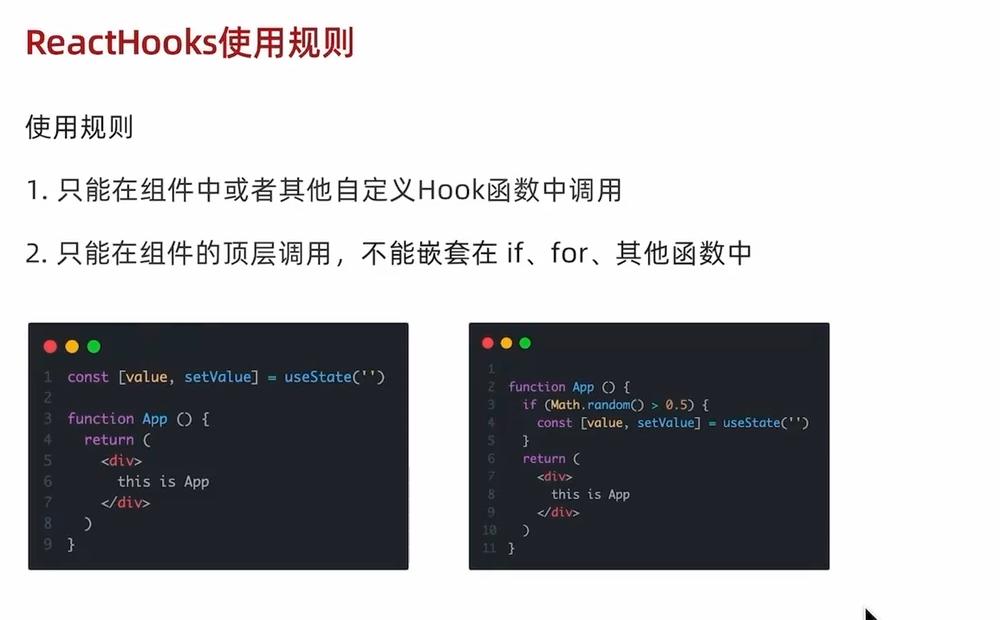 ReactHooks使用规则
使用规则
1. 只能在组件中或者其他自定义Hook函数中调用
2. 只能在组件的顶层调用，不能嵌套在 if、for、其他函数中
1 const [value, setValue] = useState('')
2
3 function App () {
4   return (
5     <div>
6       this is App
7     </div>
8   )
9 }
1
2 function App () {
3   if (Math.random() > 0.5) {
4     const [value, setValue] = useState('')
5   }
6   return (
7     <div>
8       this is App
9     </div>
10   )
11 }